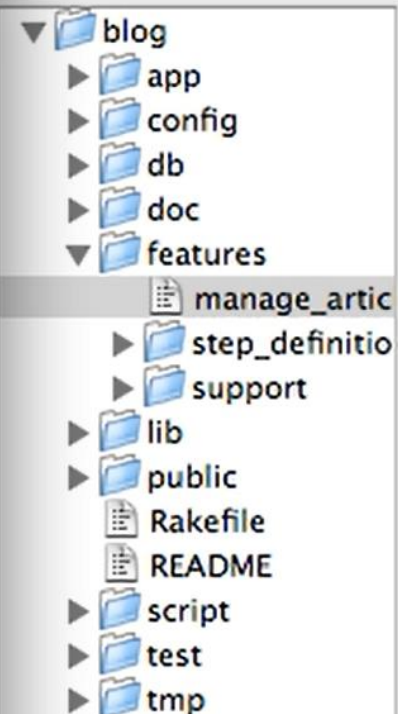 blog
app
config
db
doc
features
manage_artic
step_definitio
support
lib
public
Rakefile
README
script
test
tmp